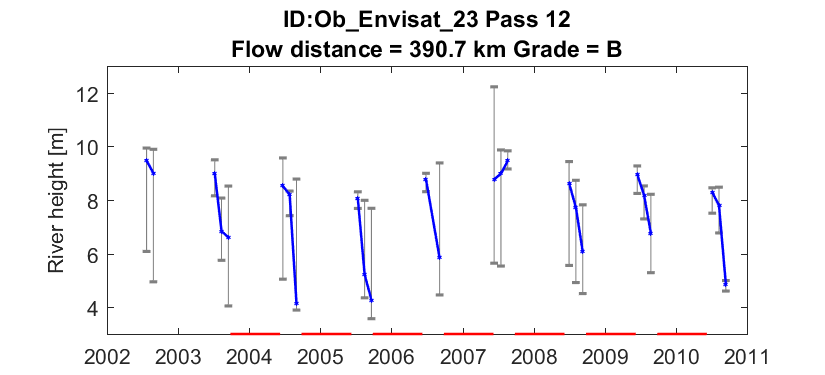 ID:Ob_Envisat_23 Pass 12
Flow distance = 390.7 km Grade = B
River height [m]
12
10
8
6
4
2002 2003 2004 2005 2006 2007 2008 2009 2010 2011